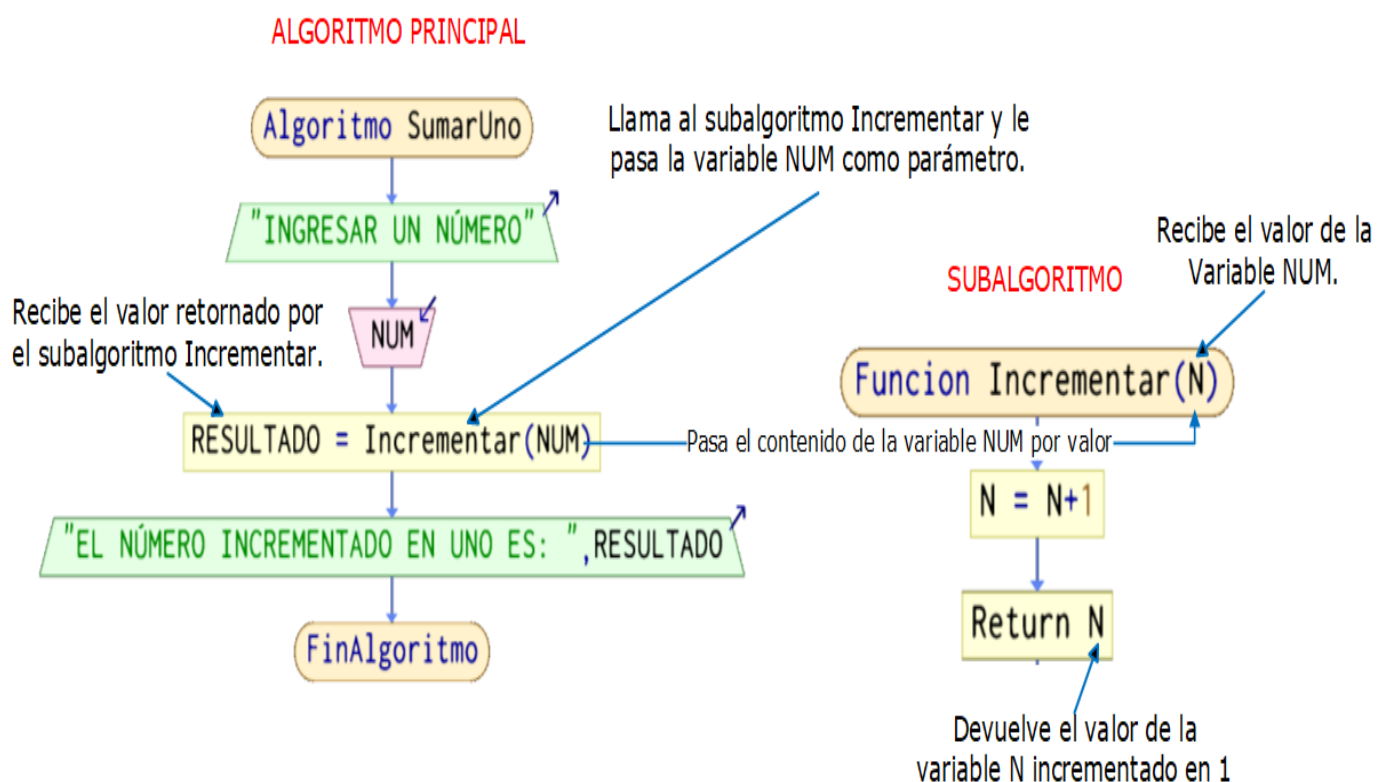 ALGORITMO PRINCIPAL
Algoritmo SumarUno
Llama al subalgoritmo Incrementar y le
pasa la variable NUM como parámetro.
"INGRESAR UN NÚMERO"
Recibe el valor retornado por
el subalgoritmo Incrementar.
NUM
RESULTADO = Incrementar(NUM)
Pasa el contenido de la variable NUM por valor
"EL NÚMERO INCREMENTADO EN UNO ES: ",RESULTADO
FinAlgoritmo
SUBALGORITMO
Recibe el valor de la
Variable NUM.
Funcion Incrementar(N)
N = N+1
Return N
Devuelve el valor de la
variable N incrementado en 1